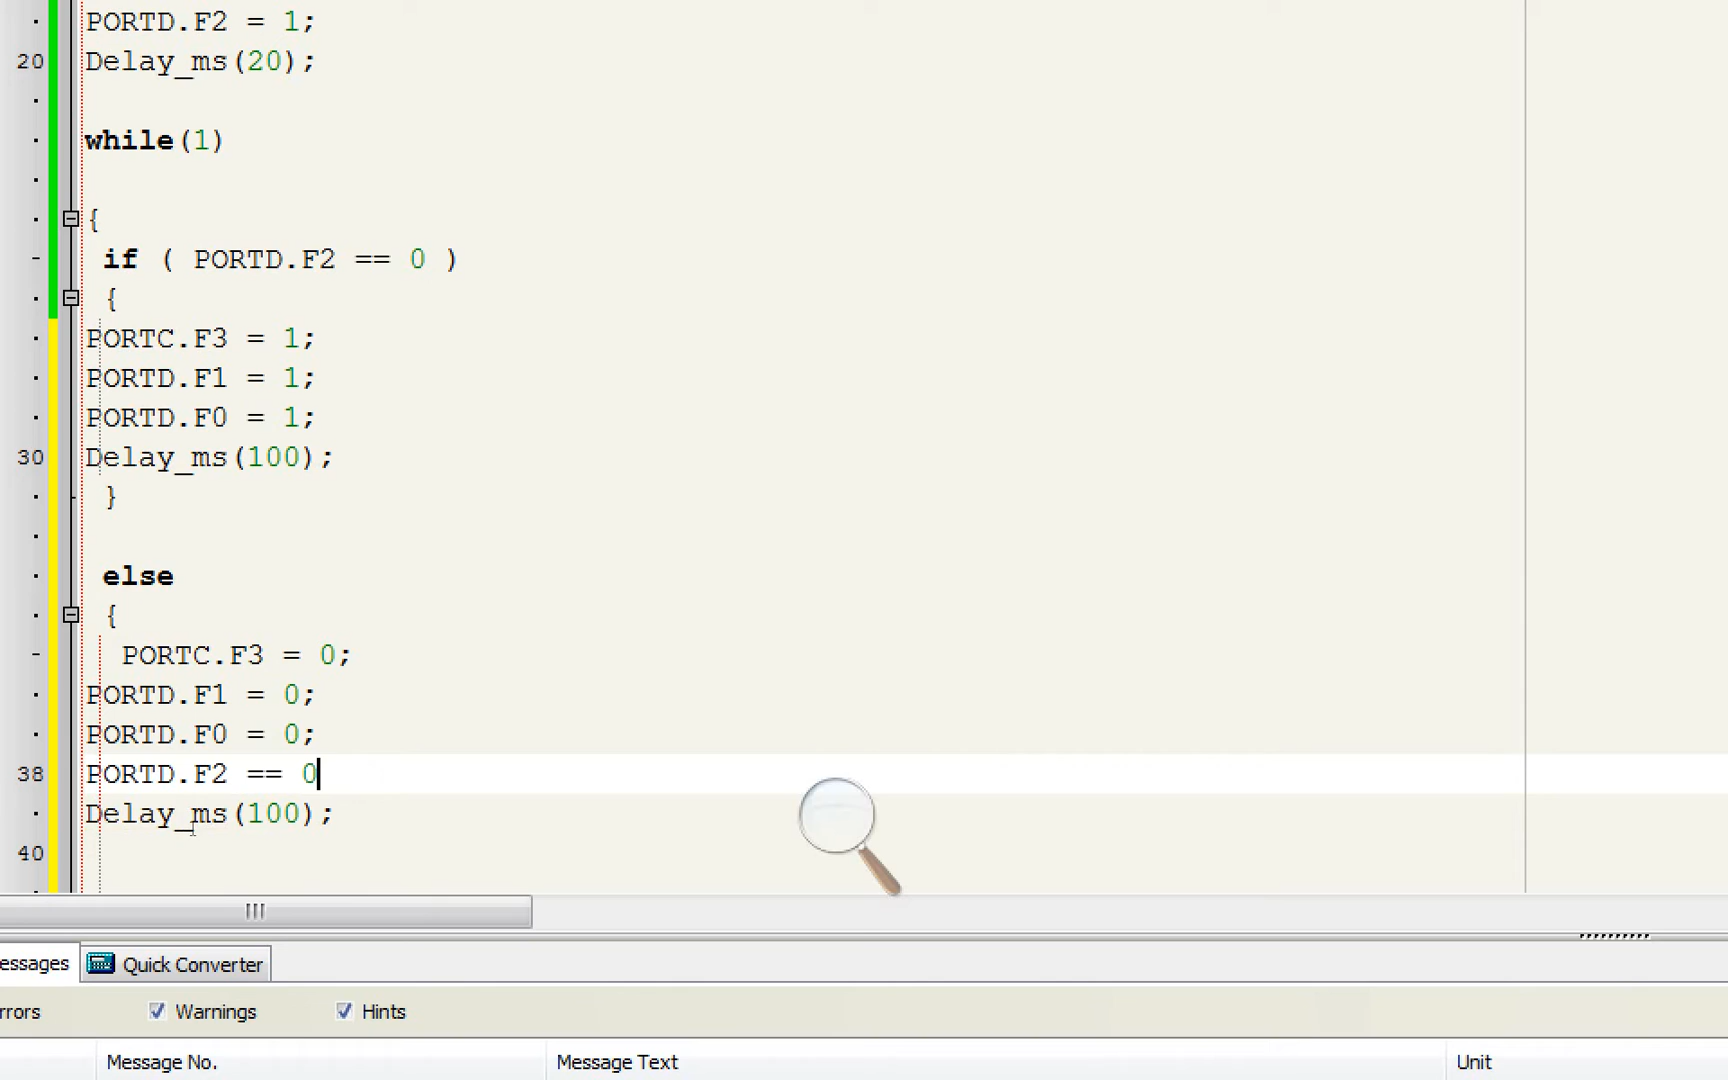 PORTD.F2 = 1;
20 Delay_ms(20);
while(1)
{
if ( PORTD.F2 == 0 )
{
PORTC.F3 = 1;
PORTD.F1 = 1;
PORTD.F0 = 1;
30 Delay_ms(100);
}
else
{
PORTC.F3 = 0;
PORTD.F1 = 0;
PORTD.F0 = 0;
38 PORTD.F2 == 0
Delay_ms(100);
40
essages Quick Converter
rrors Warnings Hints
Message No. Message Text Unit